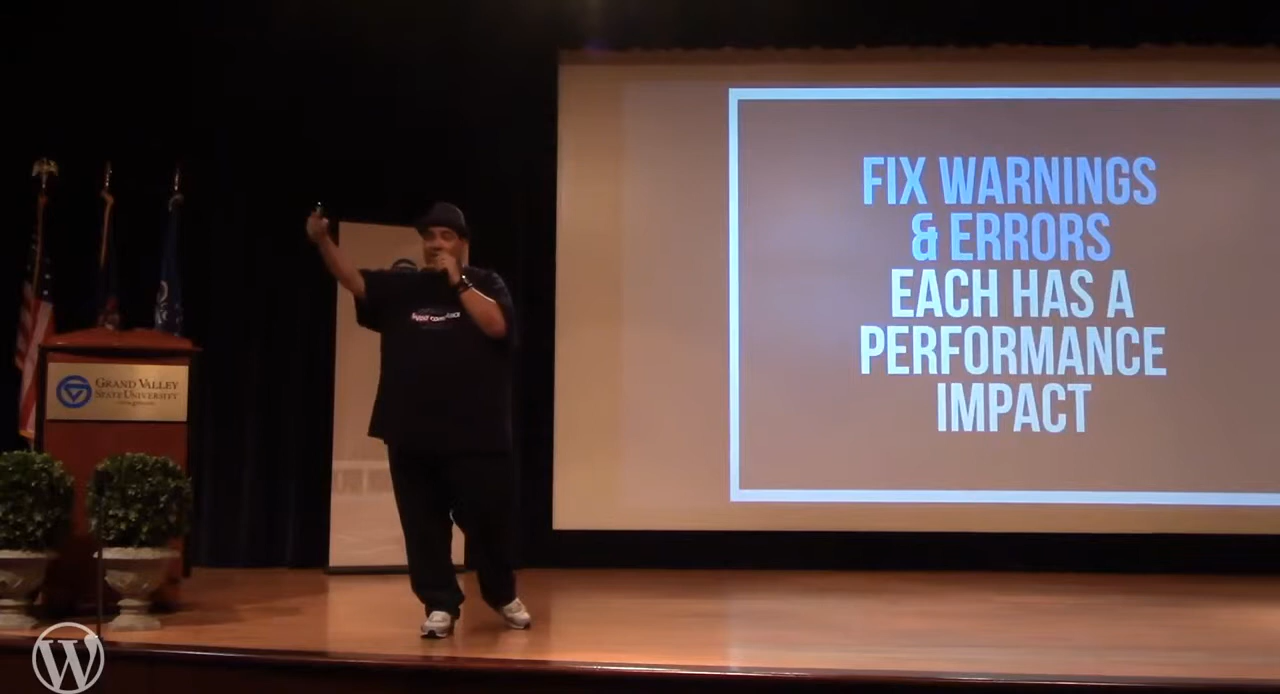 FIX WARNINGS
& ERRORS
EACH HAS A
PERFORMANCE
IMPACT
GRAND VALLEY
STATE UNIVERSITY
W